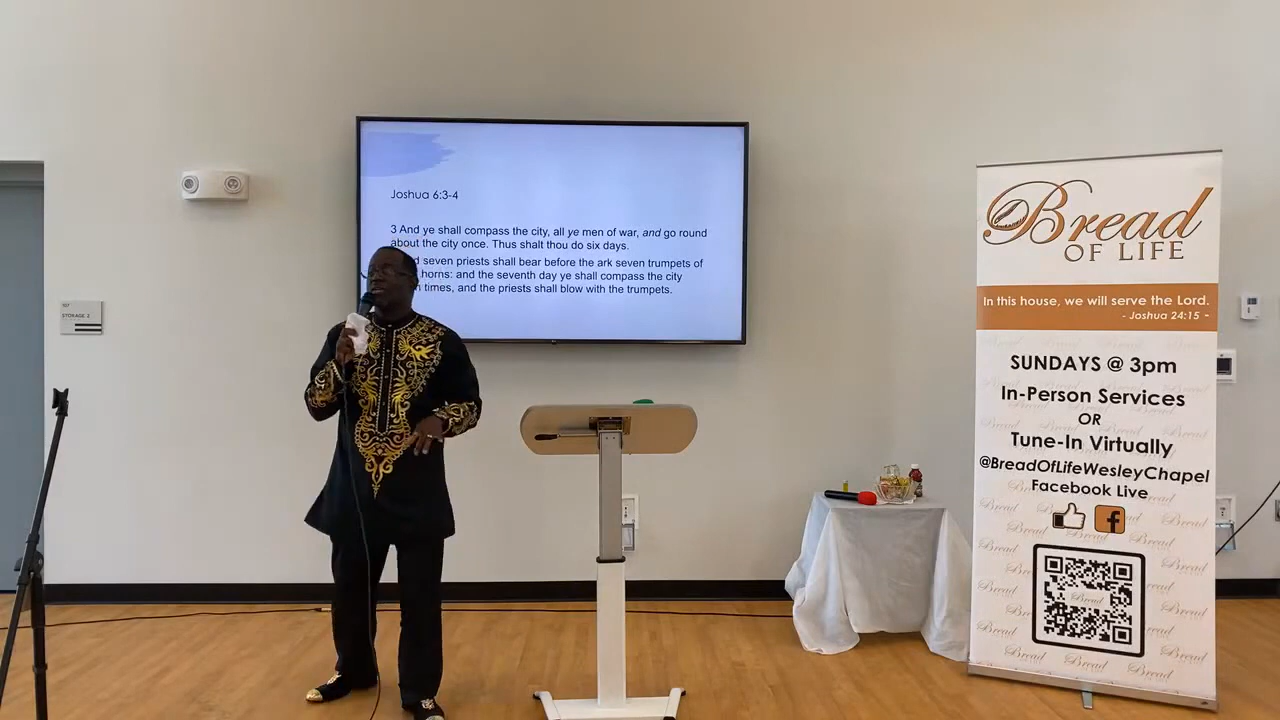 Joshua 6:3-4
3 And ye shall compass the city, all ye men of war, and go round
about the city once. Thus shalt thou do six days.
seven priests shall bear before the ark seven trumpets of
horns: and the seventh day ye shall compass the city
times, and the priests shall blow with the trumpets.
107
STORAGE 2
Bread
OF LIFE
In this house, we will serve the Lord.
- Joshua 24:15 -
SUNDAYS @ 3pm
In-Person Services
OR
Tune-In Virtually
@BreadOfLifeWesleyChapel
Facebook Live
Bread